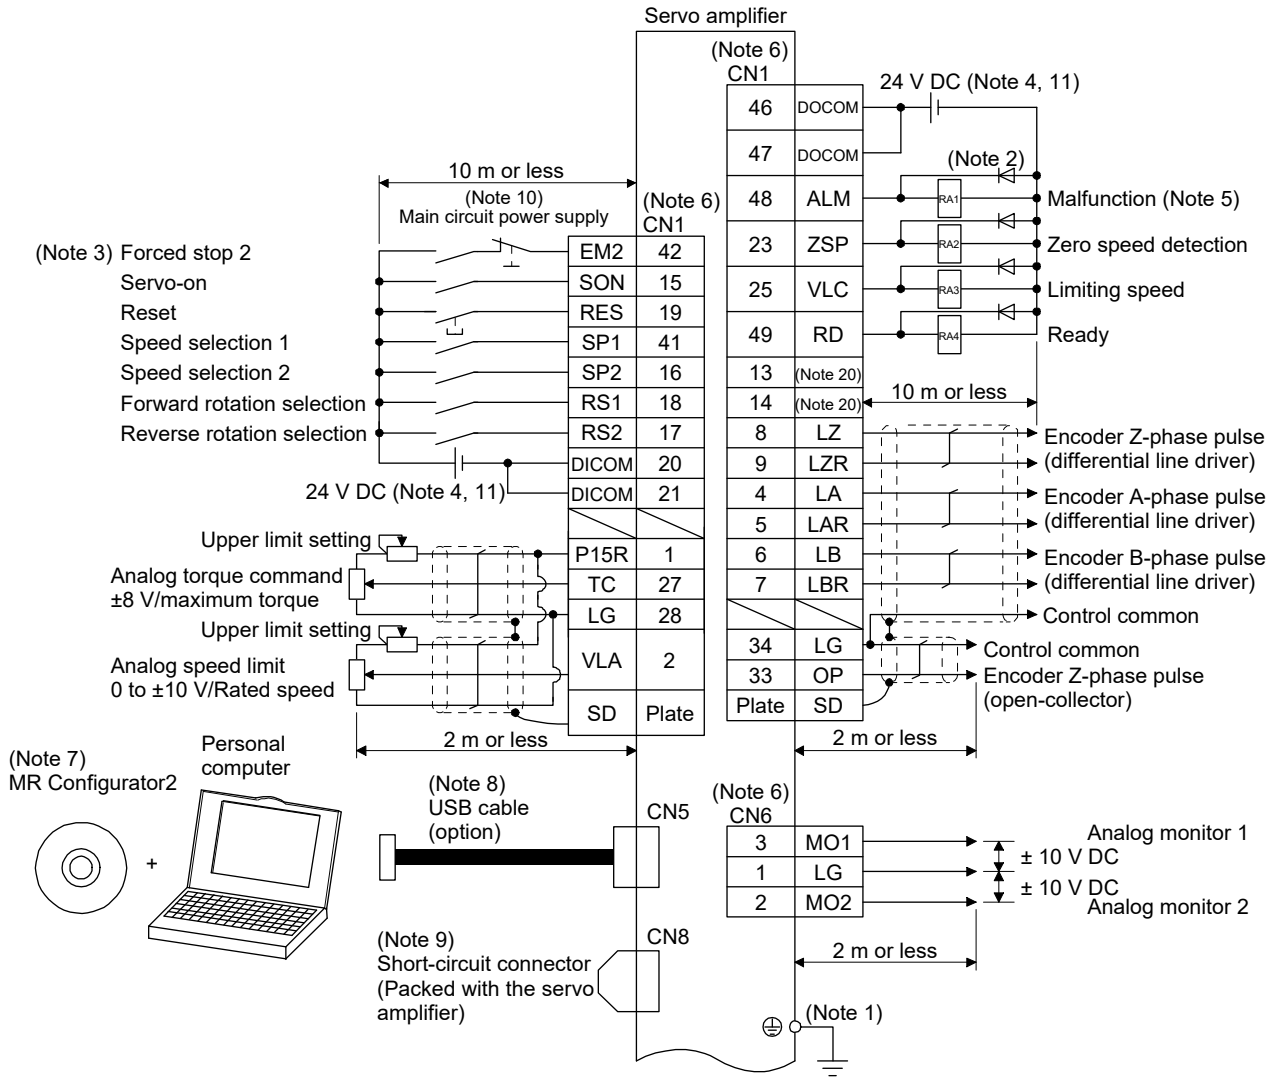 Servo amplifier
(Note 6)
CN1
24 V DC (Note 4, 11)
46 DOCOM
47 DOCOM
(Note 2)
48 ALM RA1 Malfunction (Note 5)
23 ZSP RA2 Zero speed detection
25 VLC RA3 Limiting speed
49 RD RA4 Ready
13 (Note 20)
14 (Note 20)
10 m or less
8 LZ
9 LZR
Encoder Z-phase pulse
(differential line driver)
4 LA
5 LAR
Encoder A-phase pulse
(differential line driver)
6 LB
7 LBR
Encoder B-phase pulse
(differential line driver)
Control common
34 LG
Control common
33 OP
Encoder Z-phase pulse
(open-collector)
Plate SD
2 m or less
10 m or less
(Note 10)
Main circuit power supply
(Note 6)
CN1
(Note 3) Forced stop 2 EM2 42
Servo-on SON 15
Reset RES 19
Speed selection 1 SP1 41
Speed selection 2 SP2 16
Forward rotation selection RS1 18
Reverse rotation selection RS2 17
DICOM 20
24 V DC (Note 4, 11) DICOM 21
Upper limit setting
P15R 1
Analog torque command
±8 V/maximum torque
TC 27
LG 28
Upper limit setting
Analog speed limit
0 to ±10 V/Rated speed
VLA 2
SD Plate
2 m or less
(Note 7)
MR Configurator2
+
Personal
computer
(Note 8)
USB cable
(option)
CN5
(Note 9)
Short-circuit connector
(Packed with the servo
amplifier)
CN8
(Note 6)
CN6
3 MO1
Analog monitor 1
± 10 V DC
1 LG
± 10 V DC
2 MO2
Analog monitor 2
2 m or less
(Note 1)